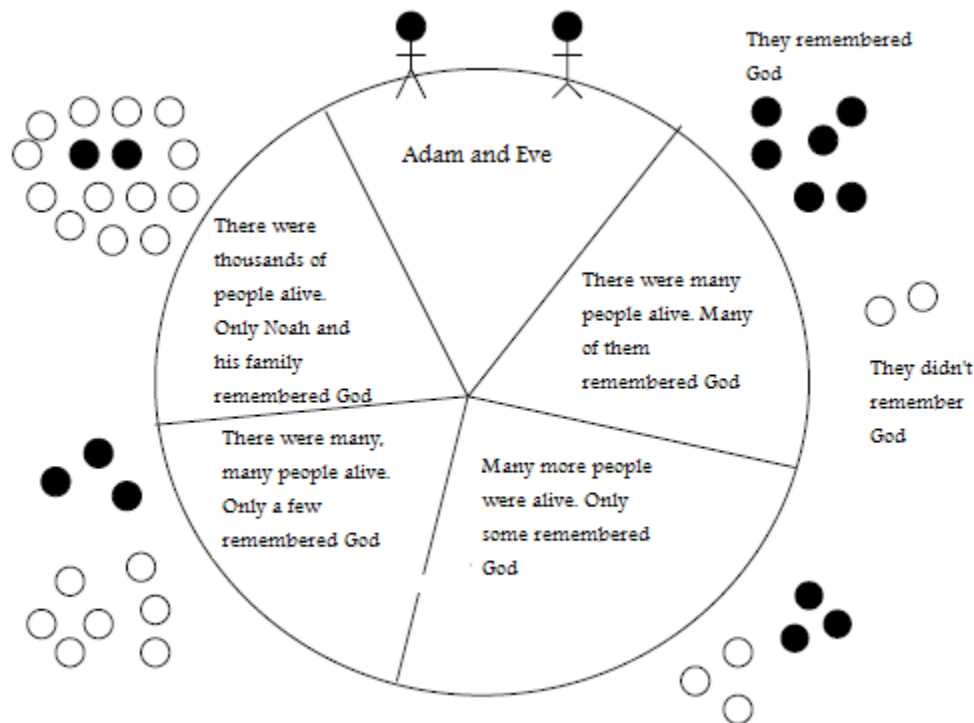 Adam and Eve
They remembered
God
There were many
people alive. Many
of them
remembered God
They didn't
remember
God
Many more people
were alive. Only
some remembered
God
There were many,
many people alive.
Only a few
remembered God
There were
thousands of
people alive.
Only Noah and
his family
remembered God